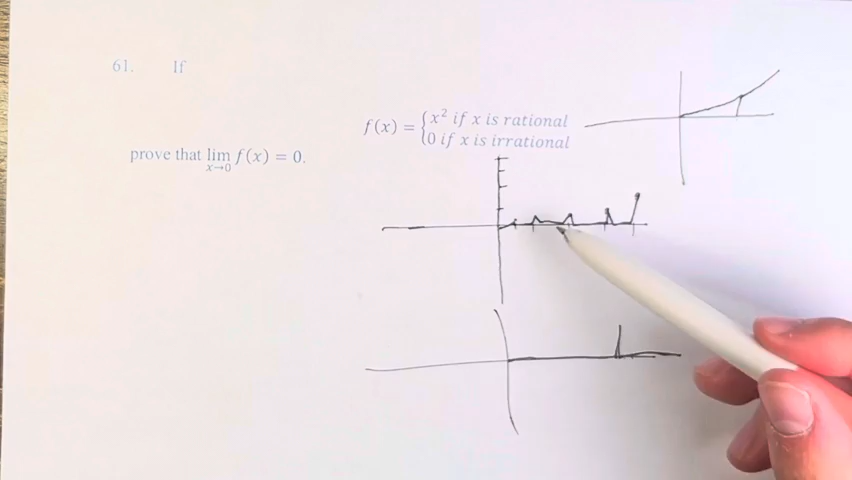 61. If
f(x) = {x² if x is rational
0 if x is irrational
prove that lim x→0 f(x) = 0.